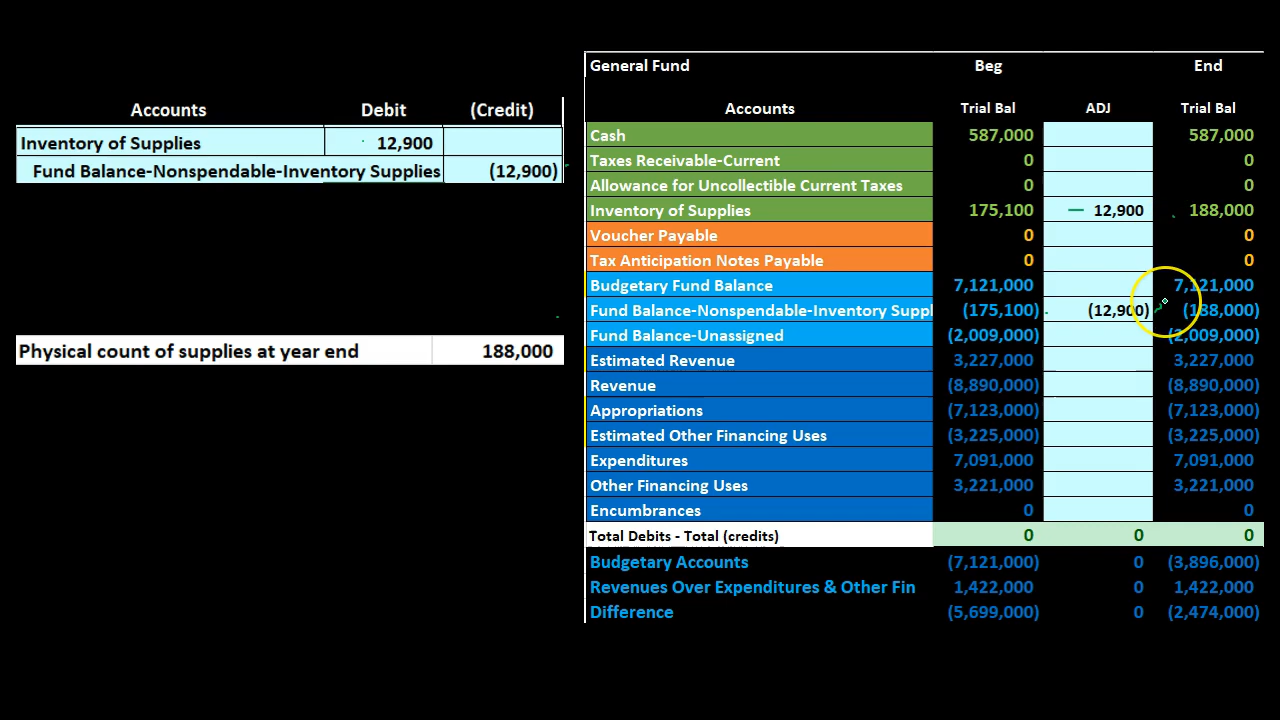 Accounts Debit (Credit)
Inventory of Supplies 12,900
Fund Balance-Nonspendable-Inventory Supplies (12,900)
Physical count of supplies at year end 188,000
General Fund Beg End
Accounts Trial Bal ADJ Trial Bal
Cash 587,000 587,000
Taxes Receivable-Current 0 0
Allowance for Uncollectible Current Taxes 0 0
Inventory of Supplies 175,100 12,900 188,000
Voucher Payable 0 0
Tax Anticipation Notes Payable 0 0
Budgetary Fund Balance 7,121,000 7,121,000
Fund Balance-Nonspendable-Inventory Suppl (175,100) (12,900) (188,000)
Fund Balance-Unassigned (2,009,000) (2,009,000)
Estimated Revenue 3,227,000 3,227,000
Revenue (8,890,000) (8,890,000)
Appropriations (7,123,000) (7,123,000)
Estimated Other Financing Uses (3,225,000) (3,225,000)
Expenditures 7,091,000 7,091,000
Other Financing Uses 3,221,000 3,221,000
Encumbrances 0 0
Total Debits - Total (credits) 0 0 0
Budgetary Accounts (7,121,000) 0 (3,896,000)
Revenues Over Expenditures & Other Fin 1,422,000 0 1,422,000
Difference (5,699,000) 0 (2,474,000)